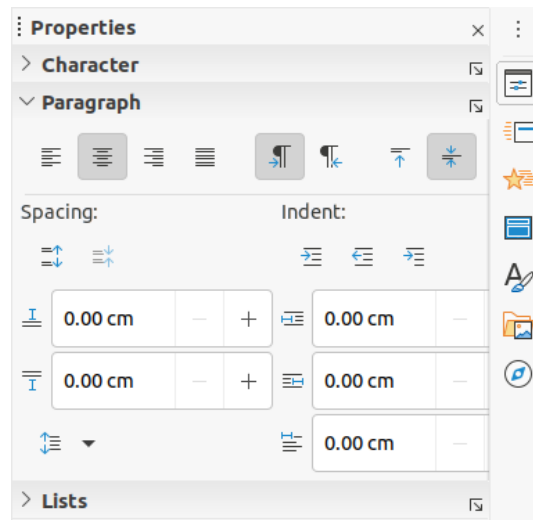 Properties
Character
Paragraph
Spacing: Indent:
0.00 cm 0.00 cm
0.00 cm 0.00 cm
0.00 cm
Lists